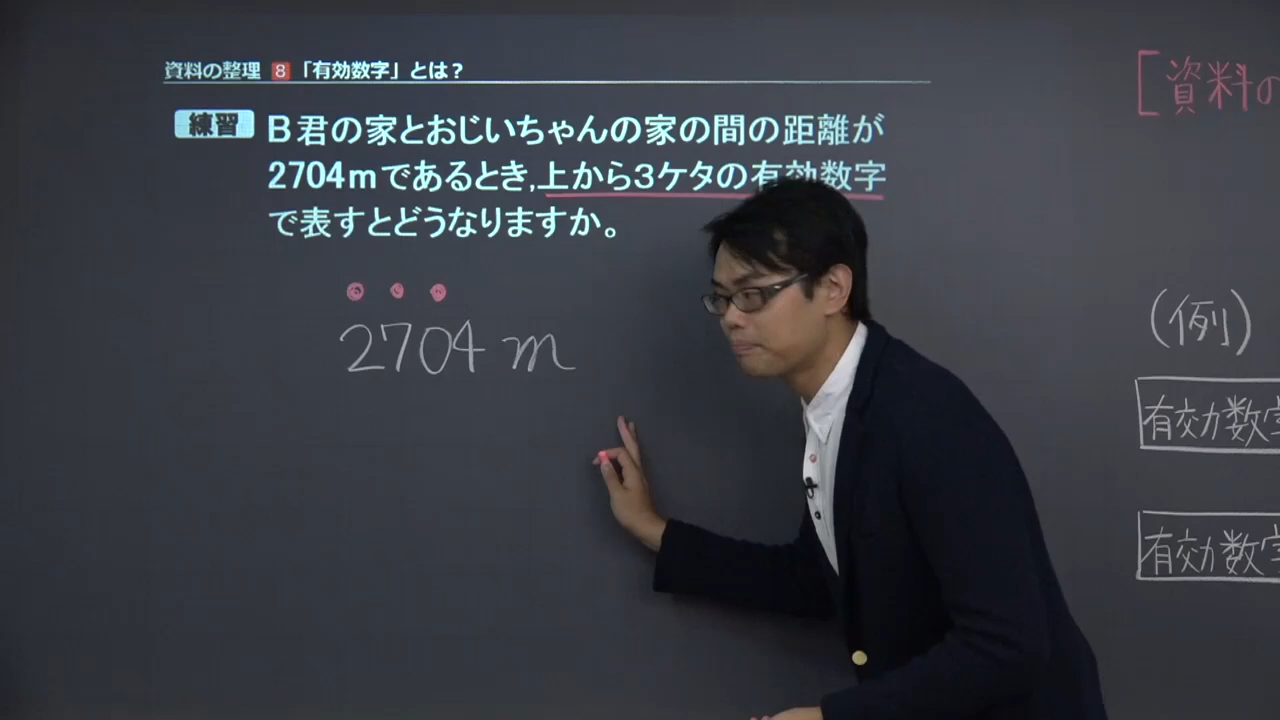 資料の整理 8 「有効数字」とは？
練習 B君の家とおじいちゃんの家の間の距離が
2704mであるとき,上から3ケタの有効数字
で表すとどうなりますか。
2704m
[資料の
(例)
有効数字
有効数字